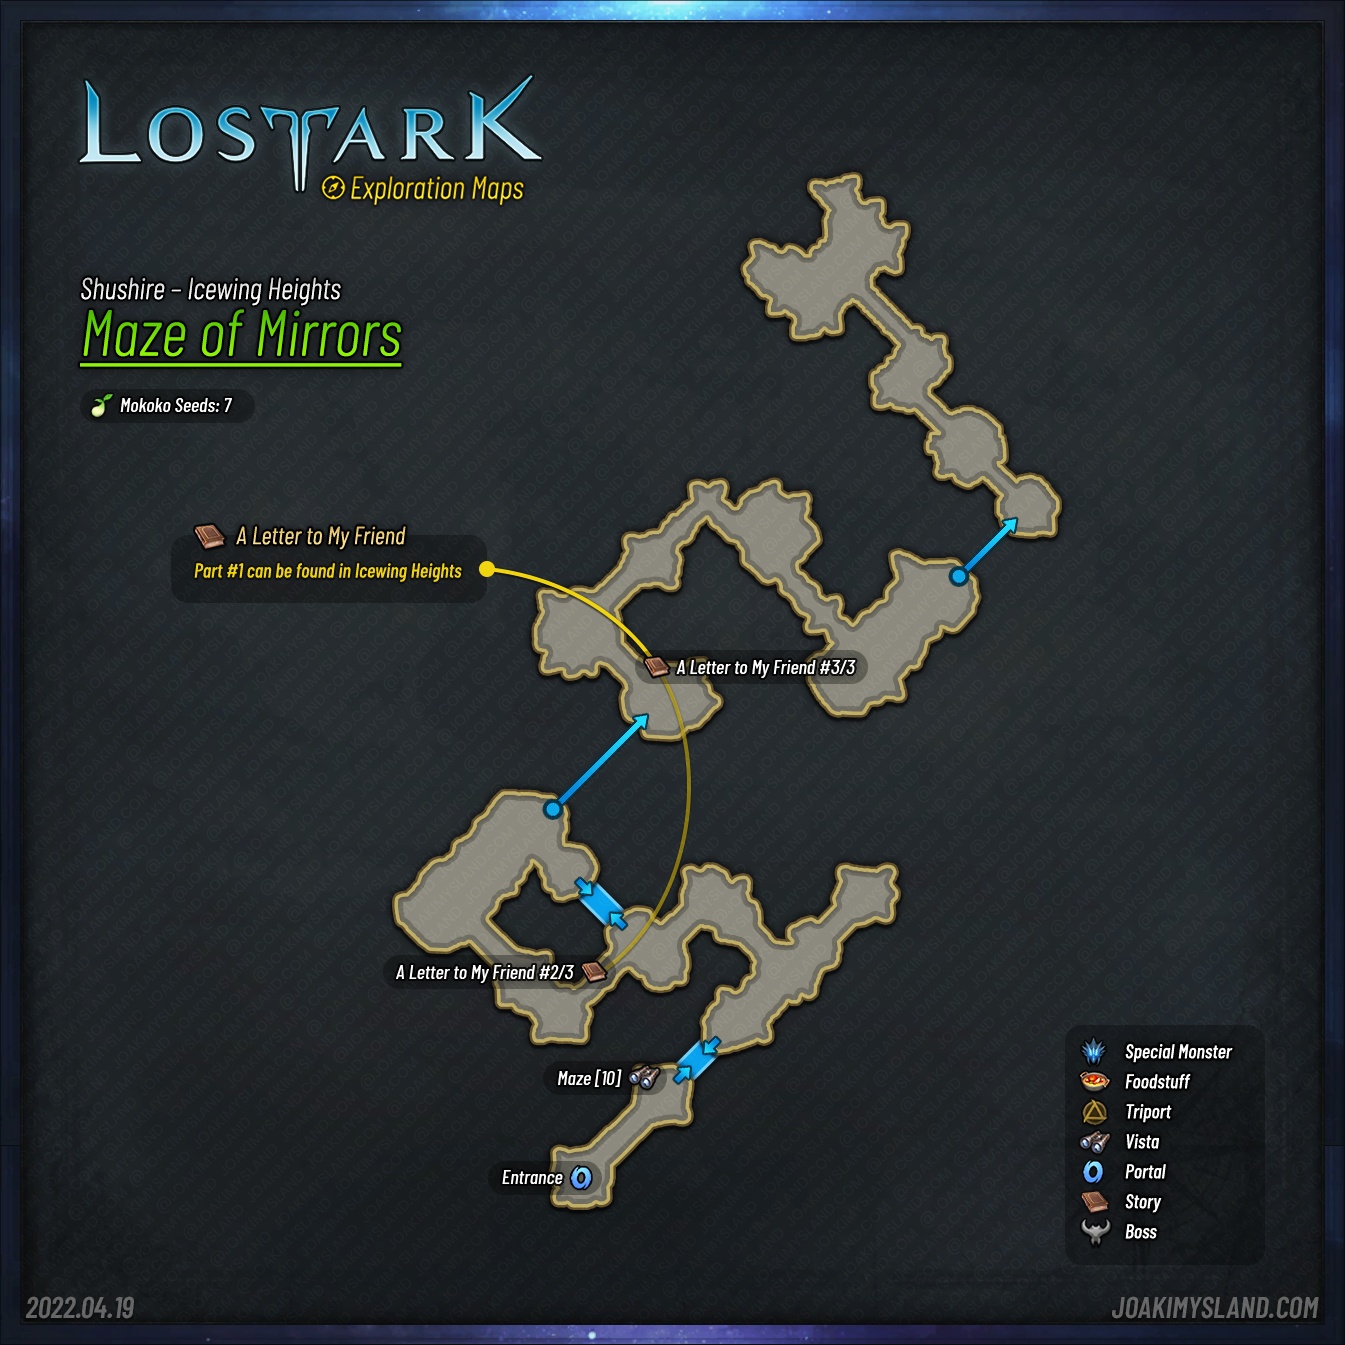 LOST ARK
Exploration Maps
Shushire – Icewing Heights
Maze of Mirrors
Mokoko Seeds: 7
A Letter to My Friend
Part #1 can be found in Icewing Heights
A Letter to My Friend #3/3
A Letter to My Friend #2/3
Maze [10]
Entrance
Special Monster
Foodstuff
Triport
Vista
Portal
Story
Boss
2022.04.19
JOAKIMYSLAND.COM